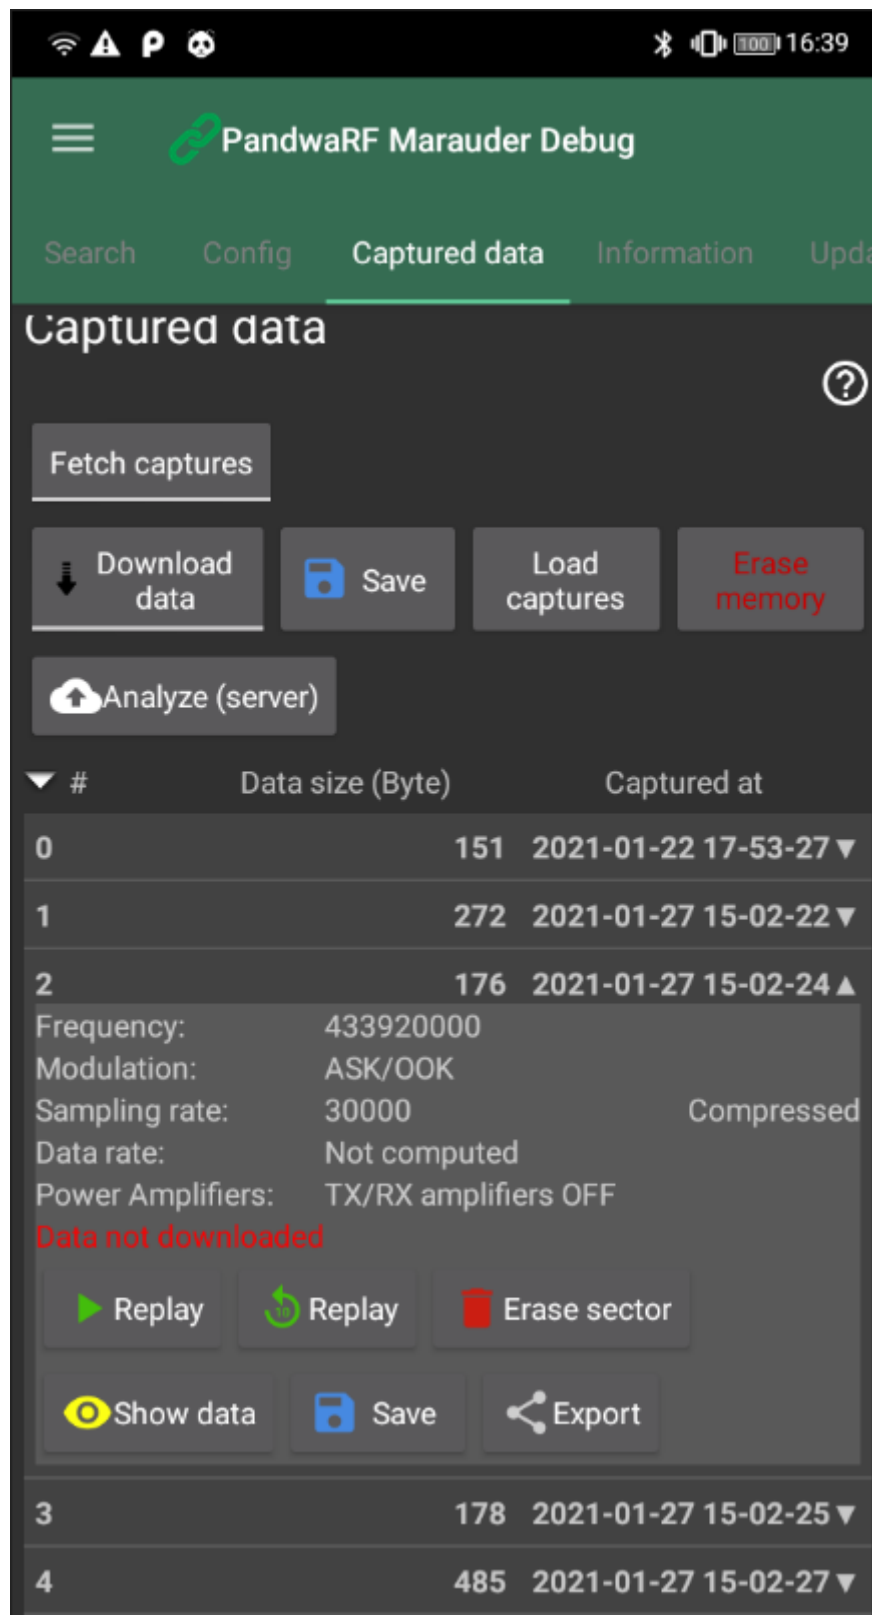 100 16:39
PandwaRF Marauder Debug
Search Config Captured data Information Upda
Captured data
Fetch captures
Download data
Save
Load captures
Erase memory
Analyze (server)
# Data size (Byte) Captured at
0 151 2021-01-22 17-53-27
1 272 2021-01-27 15-02-22
2 176 2021-01-27 15-02-24
Frequency: 433920000
Modulation: ASK/OOK
Sampling rate: 30000 Compressed
Data rate: Not computed
Power Amplifiers: TX/RX amplifiers OFF
Data not downloaded
Replay 10 Replay Erase sector
Show data Save Export
3 178 2021-01-27 15-02-25
4 485 2021-01-27 15-02-27